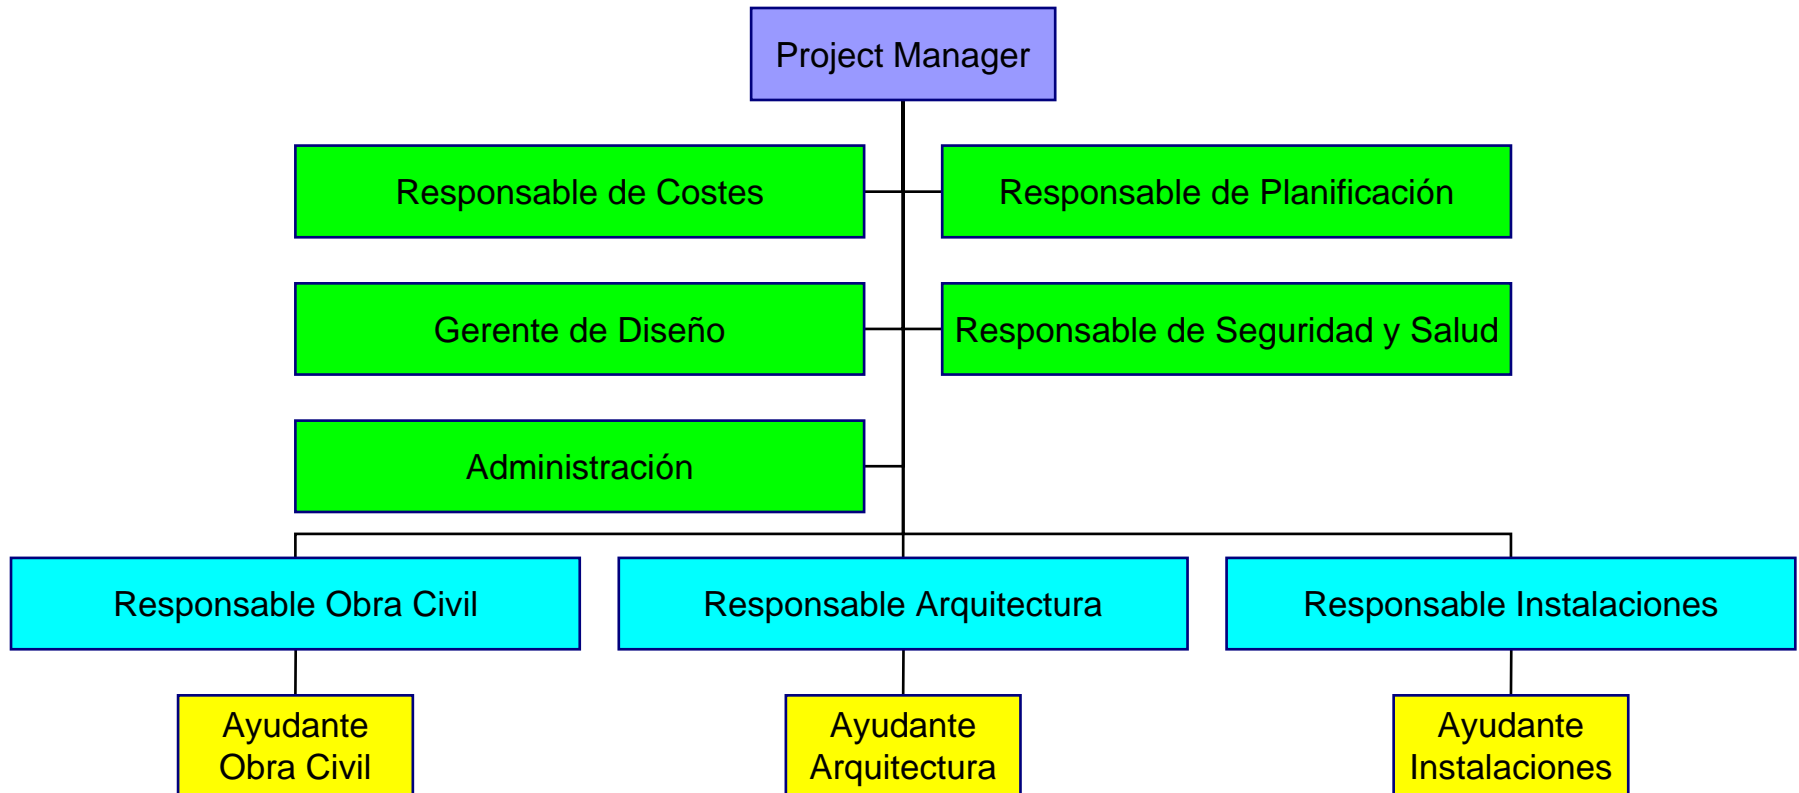 Project Manager
Responsable de Costes
Responsable de Planificación
Gerente de Diseño
Responsable de Seguridad y Salud
Administración
Responsable Obra Civil
Responsable Arquitectura
Responsable Instalaciones
Ayudante
Obra Civil
Ayudante
Arquitectura
Ayudante
Instalaciones